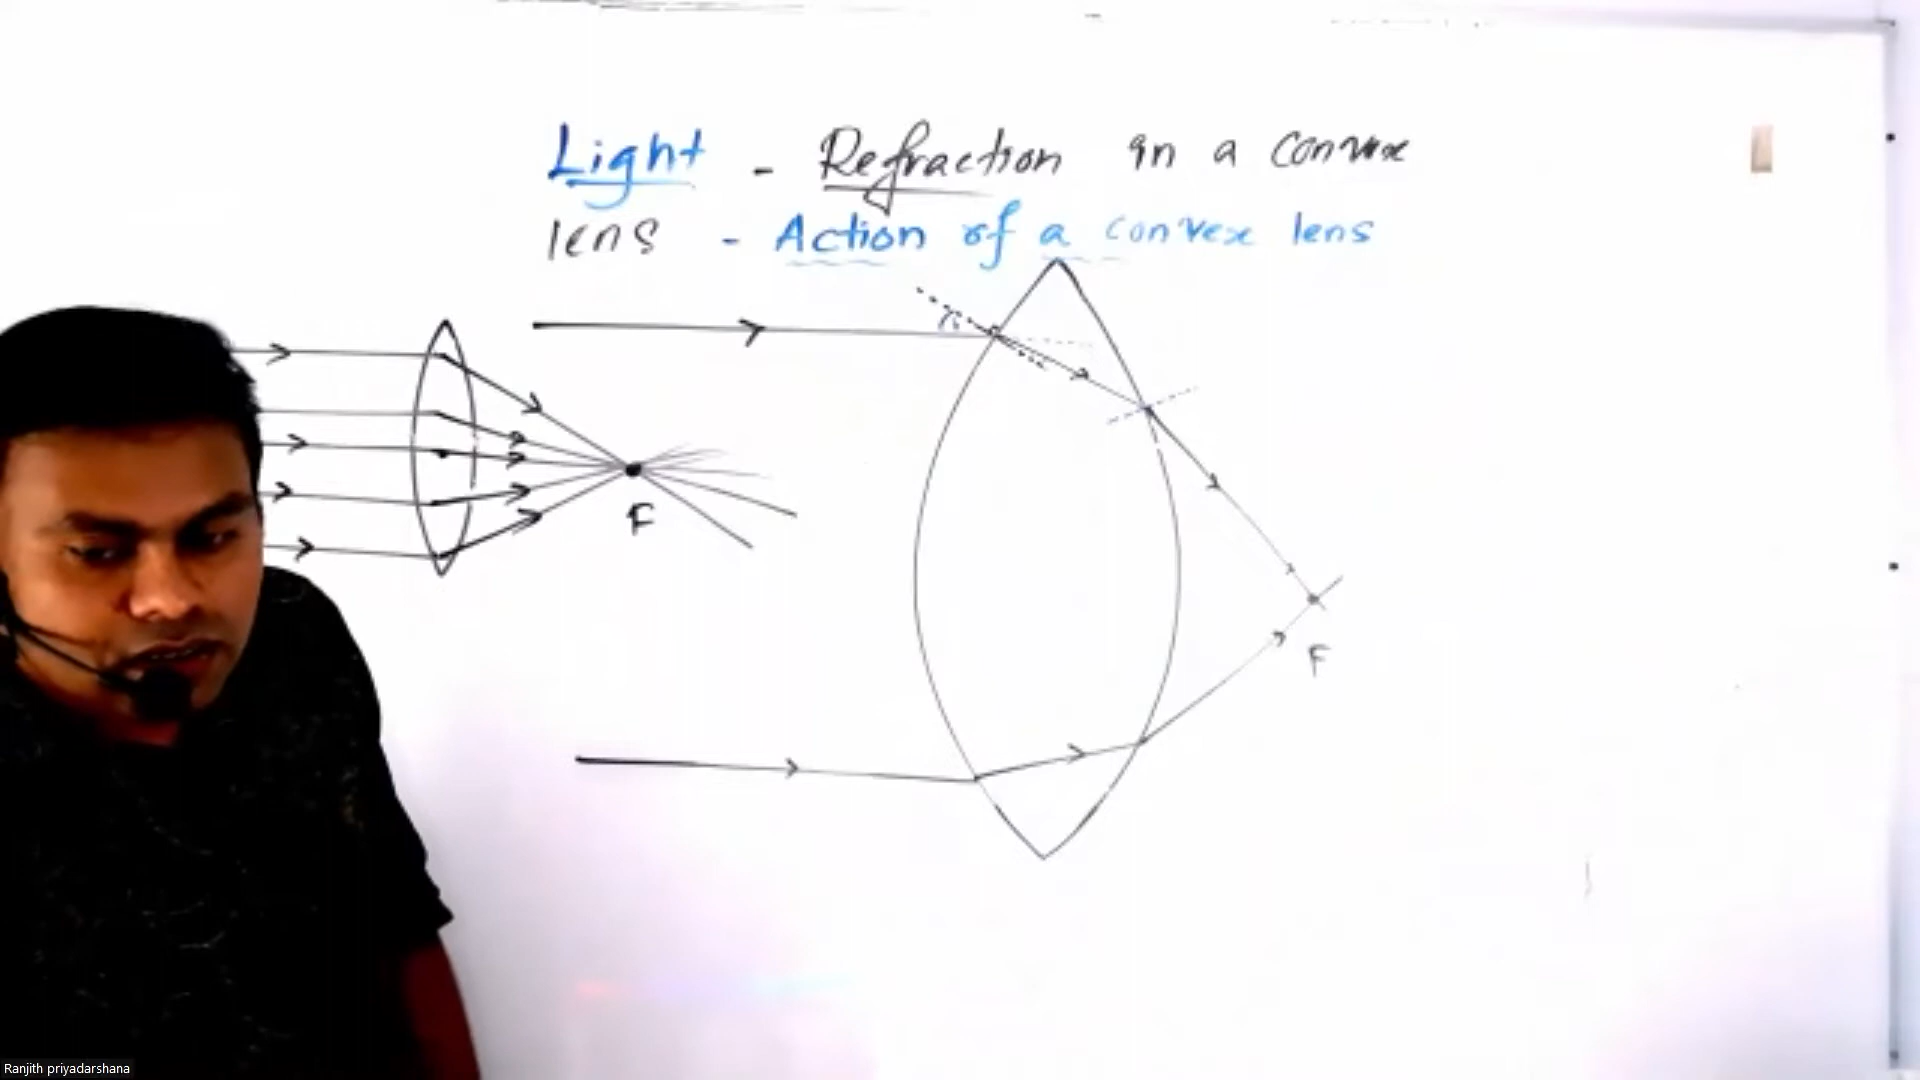 Light - Refraction in a convex
lens - Action of a convex lens
i
F
F
Ranjith priyadarshana